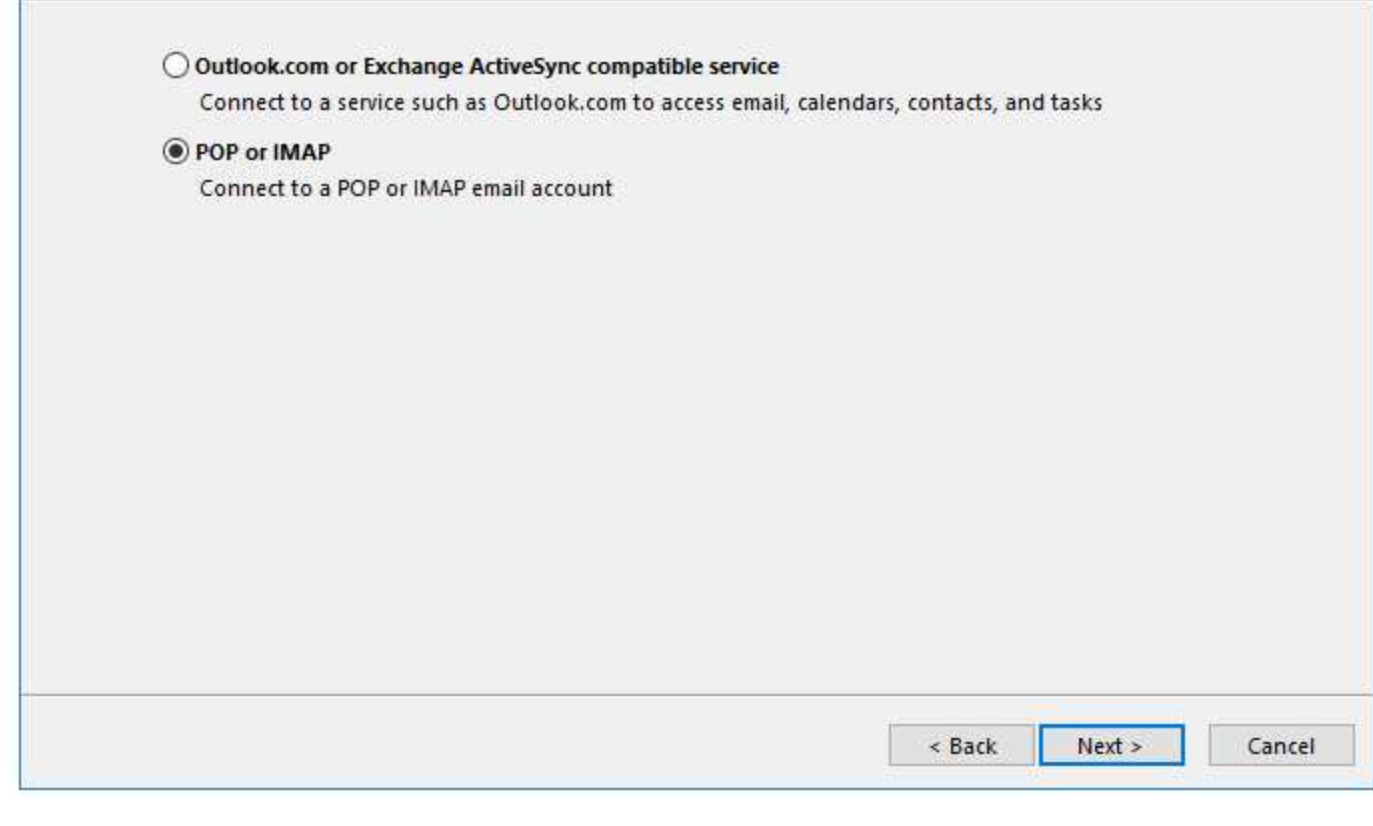 Outlook.com or Exchange ActiveSync compatible service
Connect to a service such as Outlook.com to access email, calendars, contacts, and tasks
POP or IMAP
Connect to a POP or IMAP email account
< Back Next > Cancel